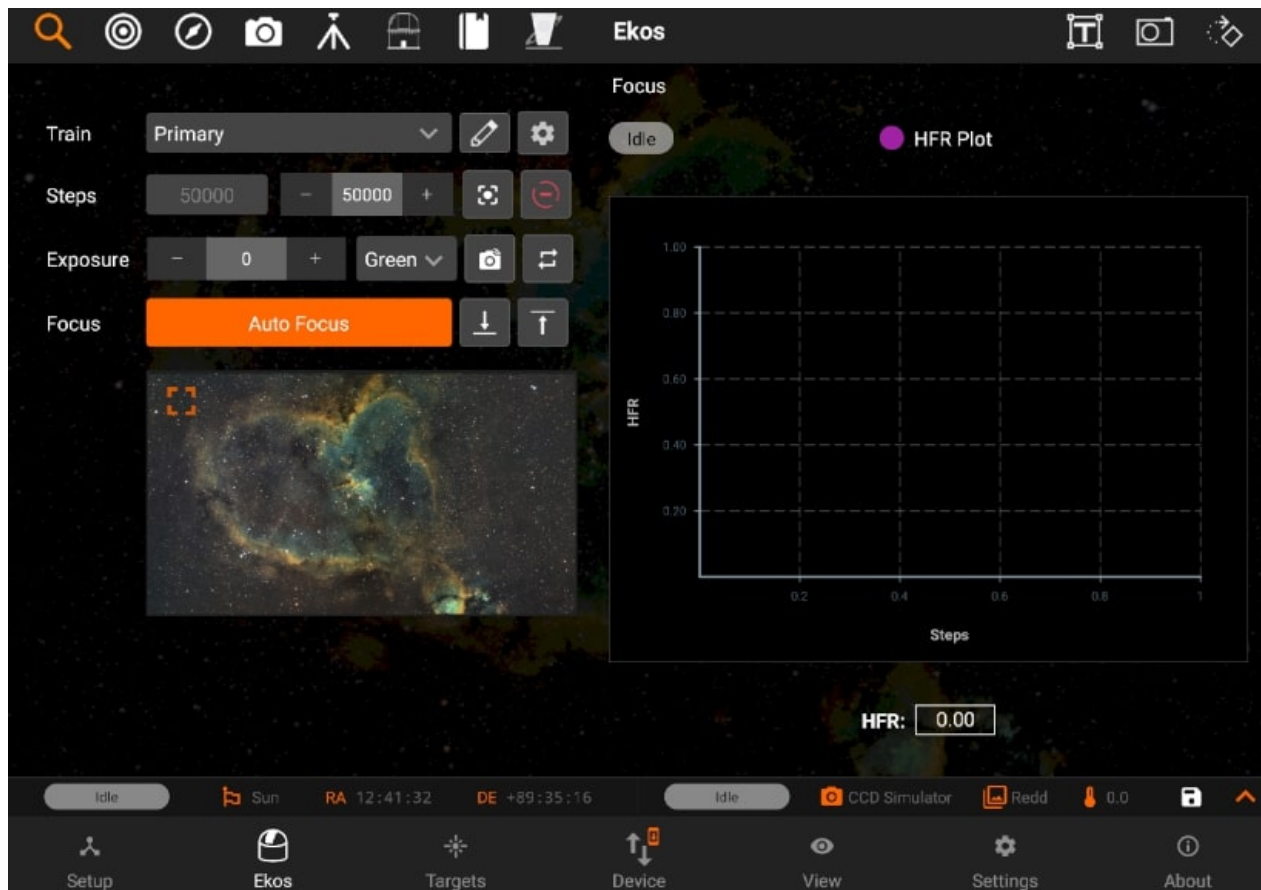 Ekos
Train Primary
Steps 50000 - 50000 +
Exposure - 0 + Green
Focus Auto Focus
Focus
Idle HFR Plot
1.00
0.80
0.60
0.40
0.20
HFR
0.2 0.4 0.6 0.8 1
Steps
HFR: 0.00
Idle Sun RA 12:41:32 DE +89:35:16 Idle CCD Simulator Redd 0.0
Setup Ekos Targets Device View Settings About